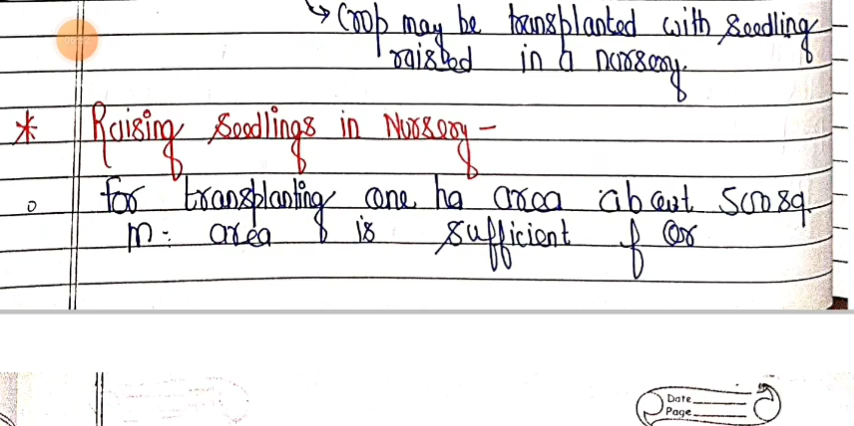 ↳ Crop may be transplanted with seedling
raised in a nursery.
* Raising Seedlings in Nursery -
○ for transplanting one ha area about 500 sq.
m. area is sufficient for
Date
Page